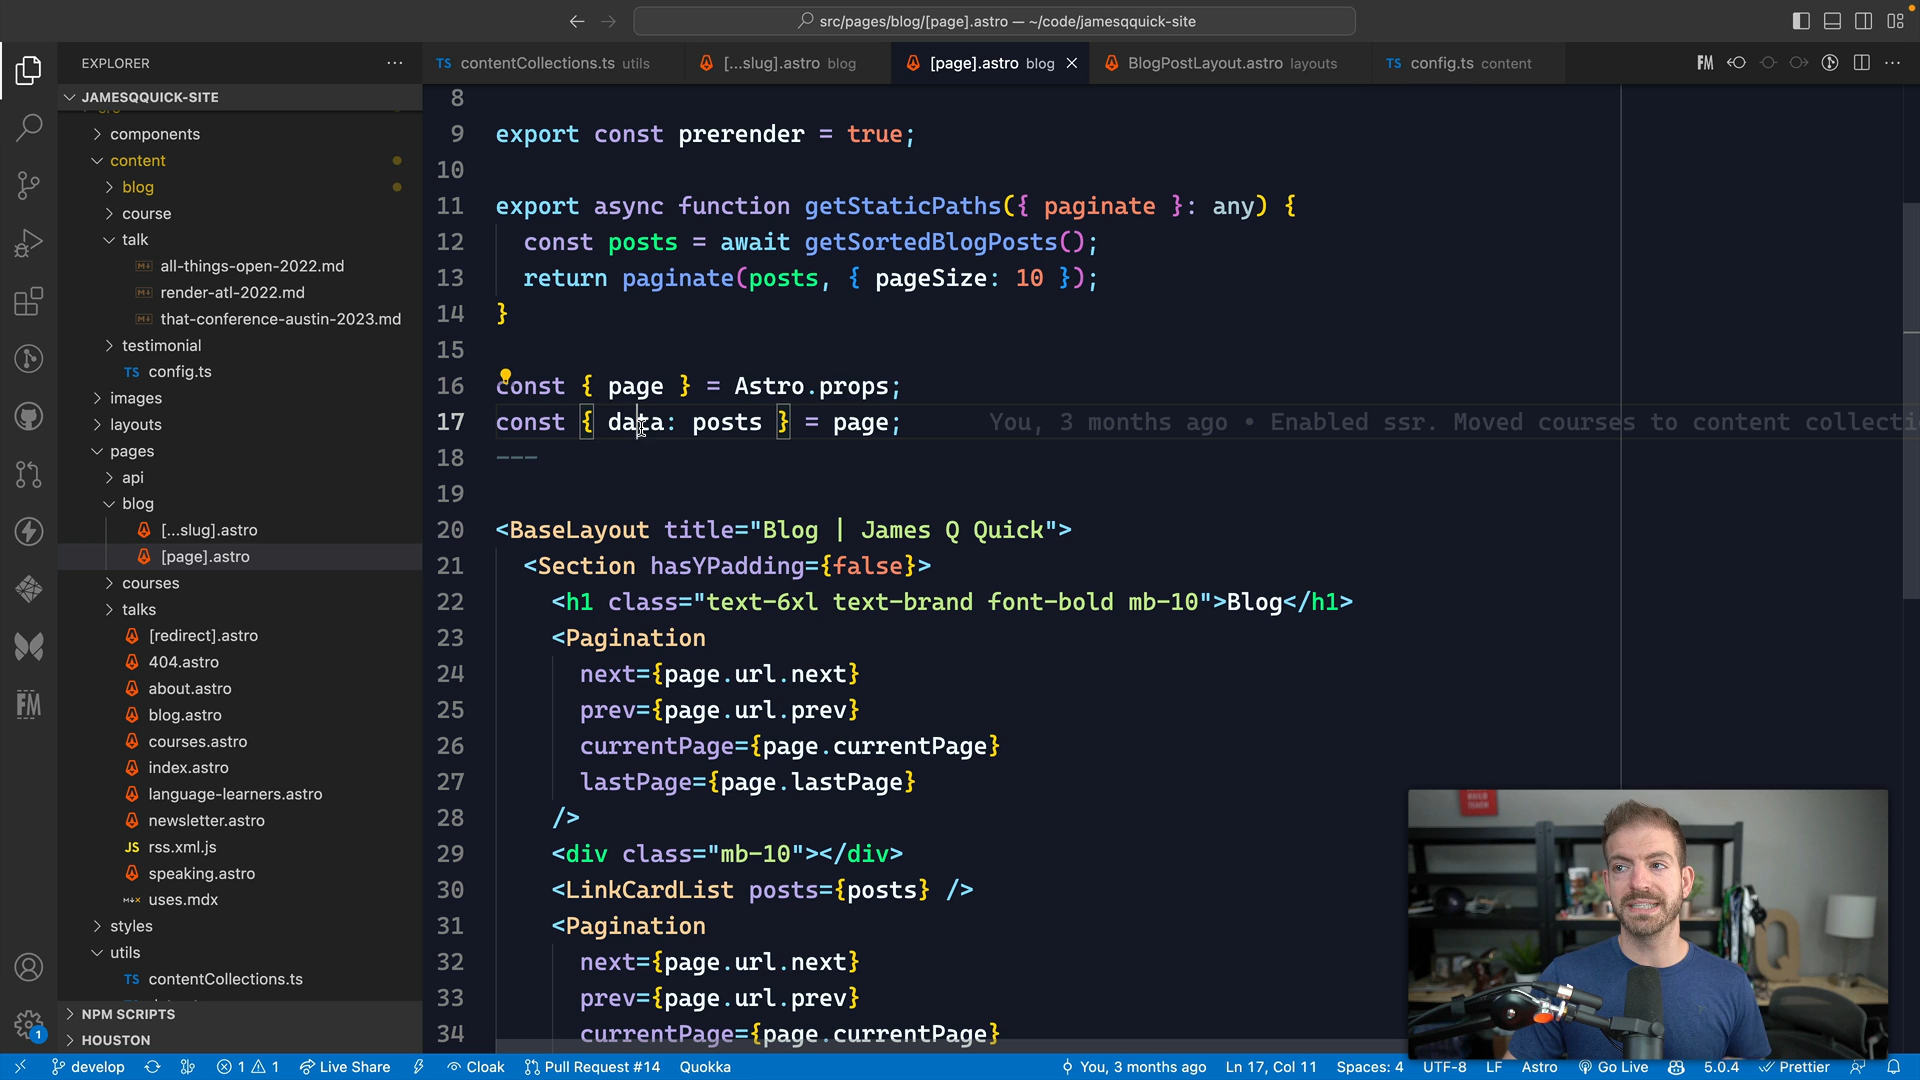 src/pages/blog/[page].astro — ~/code/jamesqquick-site
EXPLORER
JAMESQQUICK-SITE
components
content
blog
course
talk
all-things-open-2022.md
render-atl-2022.md
that-conference-austin-2023.md
testimonial
TS config.ts
images
layouts
pages
api
blog
[...slug].astro
[page].astro
courses
talks
[redirect].astro
404.astro
about.astro
blog.astro
courses.astro
index.astro
language-learners.astro
newsletter.astro
JS rss.xml.js
speaking.astro
uses.mdx
styles
utils
TS contentCollections.ts
NPM SCRIPTS
HOUSTON
FM
1
TS contentCollections.ts utils
[...slug].astro blog
[page].astro blog
BlogPostLayout.astro layouts
TS config.ts content
FM
8
9 export const prerender = true;
10
11 export async function getStaticPaths({ paginate }: any) {
12 const posts = await getSortedBlogPosts();
13 return paginate(posts, { pageSize: 10 });
14 }
15
16 const { page } = Astro.props;
17 const { data: posts } = page; You, 3 months ago • Enabled ssr. Moved courses to content collecti
18 ---
19
20 <BaseLayout title="Blog | James Q Quick">
21 <Section hasYPadding={false}>
22 <h1 class="text-6xl text-brand font-bold mb-10">Blog</h1>
23 <Pagination
24 next={page.url.next}
25 prev={page.url.prev}
26 currentPage={page.currentPage}
27 lastPage={page.lastPage}
28 />
29 <div class="mb-10"></div>
30 <LinkCardList posts={posts} />
31 <Pagination
32 next={page.url.next}
33 prev={page.url.prev}
34 currentPage={page.currentPage}
develop 1 1 Live Share Cloak Pull Request #14 Quokka You, 3 months ago Ln 17, Col 11 Spaces: 4 UTF-8 LF Astro Go Live 5.0.4 Prettier